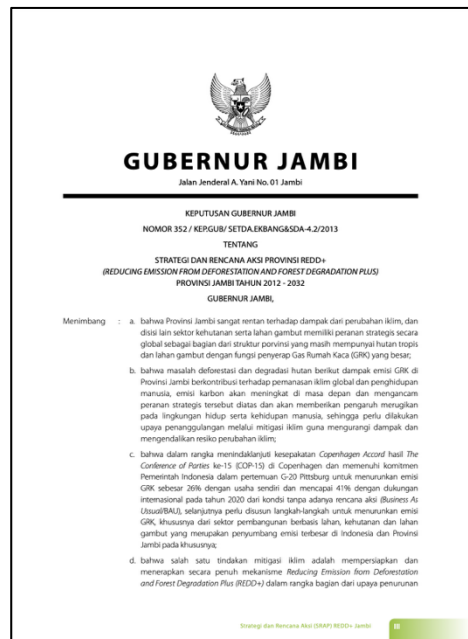 GUBERNUR JAMBI
Jalan Jenderal A. Yani No. 01 Jambi
KEPUTUSAN GUBERNUR JAMBI
NOMOR 352 / KEP.GUB/ SETDA.EKBANG&SDA-4.2/2013
TENTANG
STRATEGI DAN RENCANA AKSI PROVINSI REDD+
(REDUCING EMISSION FROM DEFORESTATION AND FOREST DEGRADATION PLUS)
PROVINSI JAMBI TAHUN 2012 - 2032
GUBERNUR JAMBI,
Menimbang : a. bahwa Provinsi Jambi sangat rentan terhadap dampak dari perubahan iklim, dan
disisi lain sektor kehutanan serta lahan gambut memiliki peranan strategis secara
global sebagai bagian dari struktur porvinsi yang masih mempunyai hutan tropis
dan lahan gambut dengan fungsi penyerap Gas Rumah Kaca (GRK) yang besar;
b. bahwa masalah deforestasi dan degradasi hutan berikut dampak emisi GRK di
Provinsi Jambi berkontribusi terhadap pemanasan iklim global dan penghidupan
manusia, emisi karbon akan meningkat di masa depan dan mengancam
peranan strategis tersebut diatas dan akan memberikan pengaruh merugikan
pada lingkungan hidup serta kehidupan manusia, sehingga perlu dilakukan
upaya penanggulangan melalui mitigasi iklim guna mengurangi dampak dan
mengendalikan resiko perubahan iklim;
c. bahwa dalam rangka menindaklanjuti kesepakatan Copenhagen Accord hasil The
Conference of Parties ke-15 (COP-15) di Copenhagen dan memenuhi komitmen
Pemerintah Indonesia dalam pertemuan G-20 Pittsburg untuk menurunkan emisi
GRK sebesar 26% dengan usaha sendiri dan mencapai 41% dengan dukungan
internasional pada tahun 2020 dari kondsi tanpa adanya rencana aksi (Business As
Ussual/BAU), selanjutnya perlu disusun langkah-langkah untuk menurunkan emisi
GRK, khususnya dari sektor pembangunan berbasis lahan, kehutanan dan lahan
gambut yang merupakan penyumbang emisi terbesar di Indonesia dan Provinsi
Jambi pada khususnya;
d. bahwa salah satu tindakan mitigasi iklim adalah mempersiapkan dan
menerapkan secara penuh mekanisme Reducing Emission from Deforestation
and Forest Degradation Plus (REDD+) dalam rangka bagian dari upaya penurunan
Strategi dan Rencana Aksi (SRAP) REDD+ Jambi